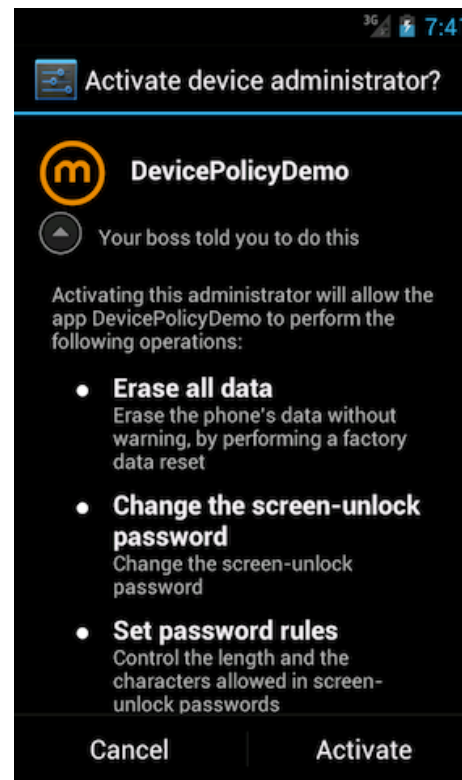 3G 7:4
Activate device administrator?
m DevicePolicyDemo
Your boss told you to do this
Activating this administrator will allow the
app DevicePolicyDemo to perform the
following operations:
• Erase all data
Erase the phone's data without
warning, by performing a factory
data reset
• Change the screen-unlock
password
Change the screen-unlock
password
• Set password rules
Control the length and the
characters allowed in screen-
unlock passwords
Cancel Activate